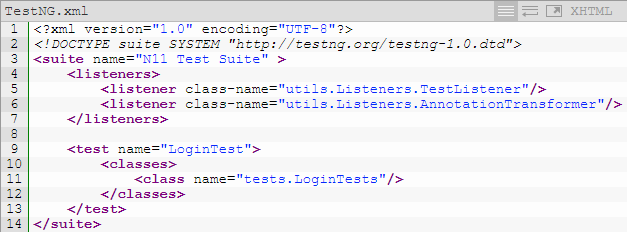 TestNG.xml
XHTML
1 <?xml version="1.0" encoding="UTF-8"?>
2 <!DOCTYPE suite SYSTEM "http://testng.org/testng-1.0.dtd">
3 <suite name="N11 Test Suite" >
4     <listeners>
5         <listener class-name="utils.Listeners.TestListener"/>
6         <listener class-name="utils.Listeners.AnnotationTransformer"/>
7     </listeners>
8
9     <test name="LoginTest">
10         <classes>
11             <class name="tests.LoginTests"/>
12         </classes>
13     </test>
14 </suite>